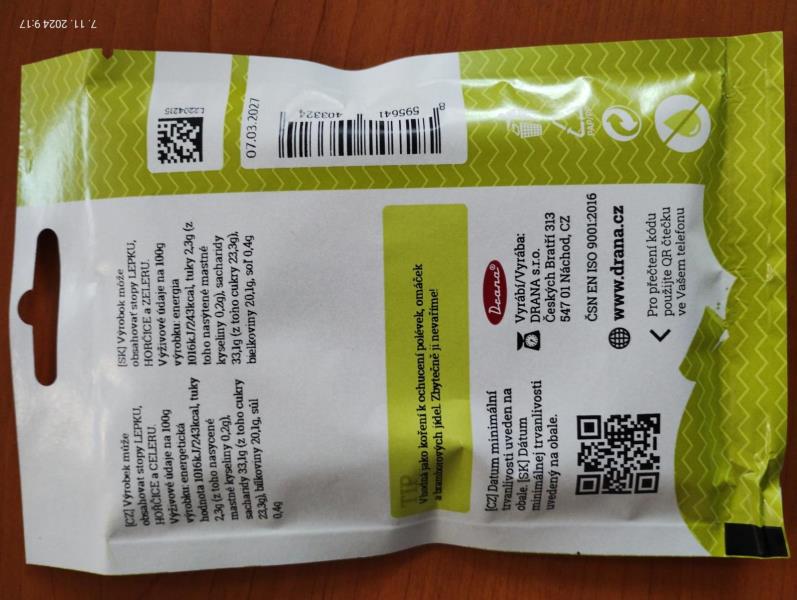 [CZ] Výrobek může
obsahovat stopy LEPKU,
HOŘČICE a CELERU.
Výživové údaje na 100g
výrobku: energetická
hodnota 1016kJ/243kcal, tuky
2,3g (z toho nasycené
mastné kyseliny 0,2g),
sacharidy 33,1g (z toho cukry
23,3g), bílkoviny 20,1g, sůl
0,4g
[SK] Výrobok môže
obsahovať stopy LEPKU,
HORČICE a ZELERU.
Výživové údaje na 100g
výrobku: energia
1016kJ/243kcal, tuky 2,3g (z
toho nasýtené mastné
kyseliny 0,2g), sacharidy
33,1g (z toho cukry 23,3g),
bielkoviny 20,1g, soľ 0,4g
L2204215
07.03.2027
8 595641 403324
TIP
Vhodná jako koření k ochucení polévek, omáček
a bramborových jídel. Zbytečně ji nevaříme!
[CZ] Datum minimální
trvanlivosti uveden na
obale. [SK] Dátum
minimálnej trvanlivosti
uvedený na obale.
Drana®
Vyrábí/Vyrába:
DRANA s.r.o.
Českých Bratří 313
547 01 Náchod, CZ
ČSN EN ISO 9001:2016
www.drana.cz
Pro přečtení kódu
použijte QR čtečku
ve Vašem telefonu
7. 11. 2024 9:17